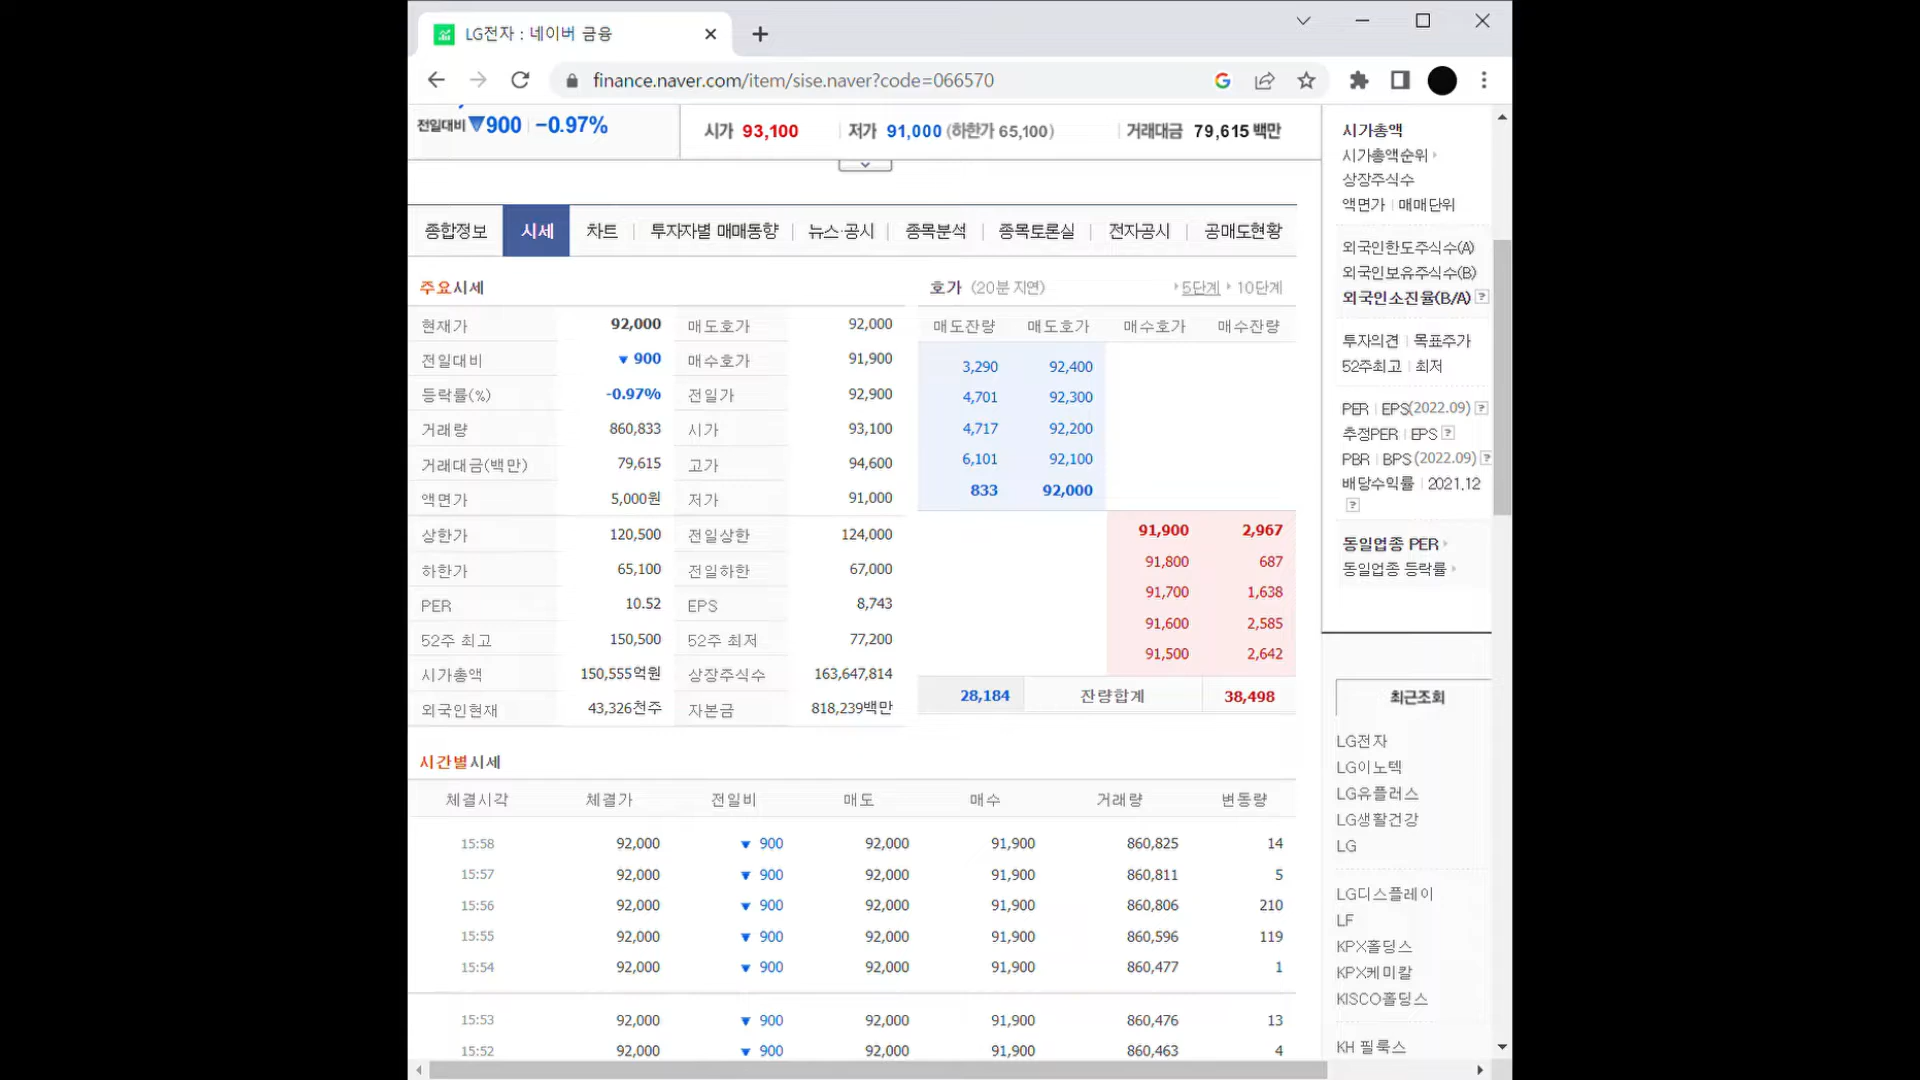 LG전자 : 네이버 금융
finance.naver.com/item/sise.naver?code=066570
전일대비 ▼900 -0.97%
시가 93,100 저가 91,000 (하한가 65,100) 거래대금 79,615 백만
종합정보 시세 차트 투자자별 매매동향 뉴스·공시 종목분석 종목토론실 전자공시 공매도현황
주요시세
현재가 92,000 매도호가 92,000
전일대비 ▼ 900 매수호가 91,900
등락률(%) -0.97% 전일가 92,900
거래량 860,833 시가 93,100
거래대금(백만) 79,615 고가 94,600
액면가 5,000원 저가 91,000
상한가 120,500 전일상한 124,000
하한가 65,100 전일하한 67,000
PER 10.52 EPS 8,743
52주 최고 150,500 52주 최저 77,200
시가총액 150,555억원 상장주식수 163,647,814
외국인현재 43,326천주 자본금 818,239백만
호가 (20분 지연) 5단계 10단계
매도잔량 매도호가 매수호가 매수잔량
3,290 92,400
4,701 92,300
4,717 92,200
6,101 92,100
833 92,000
91,900 2,967
91,800 687
91,700 1,638
91,600 2,585
91,500 2,642
28,184 잔량합계 38,498
시간별시세
체결시각 체결가 전일비 매도 매수 거래량 변동량
15:58 92,000 ▼ 900 92,000 91,900 860,825 14
15:57 92,000 ▼ 900 92,000 91,900 860,811 5
15:56 92,000 ▼ 900 92,000 91,900 860,806 210
15:55 92,000 ▼ 900 92,000 91,900 860,596 119
15:54 92,000 ▼ 900 92,000 91,900 860,477 1
15:53 92,000 ▼ 900 92,000 91,900 860,476 13
15:52 92,000 ▼ 900 92,000 91,900 860,463 4
시가총액
시가총액순위
상장주식수
액면가 매매단위
외국인한도주식수(A)
외국인보유주식수(B)
외국인소진율(B/A) ?
투자의견 목표주가
52주최고 최저
PER EPS(2022.09) ?
추정PER EPS ?
PBR BPS(2022.09) ?
배당수익률 2021.12
?
동일업종 PER
동일업종 등락률
최근조회
LG전자
LG이노텍
LG유플러스
LG생활건강
LG
LG디스플레이
LF
KPX홀딩스
KPX케미칼
KISCO홀딩스
KH 필룩스